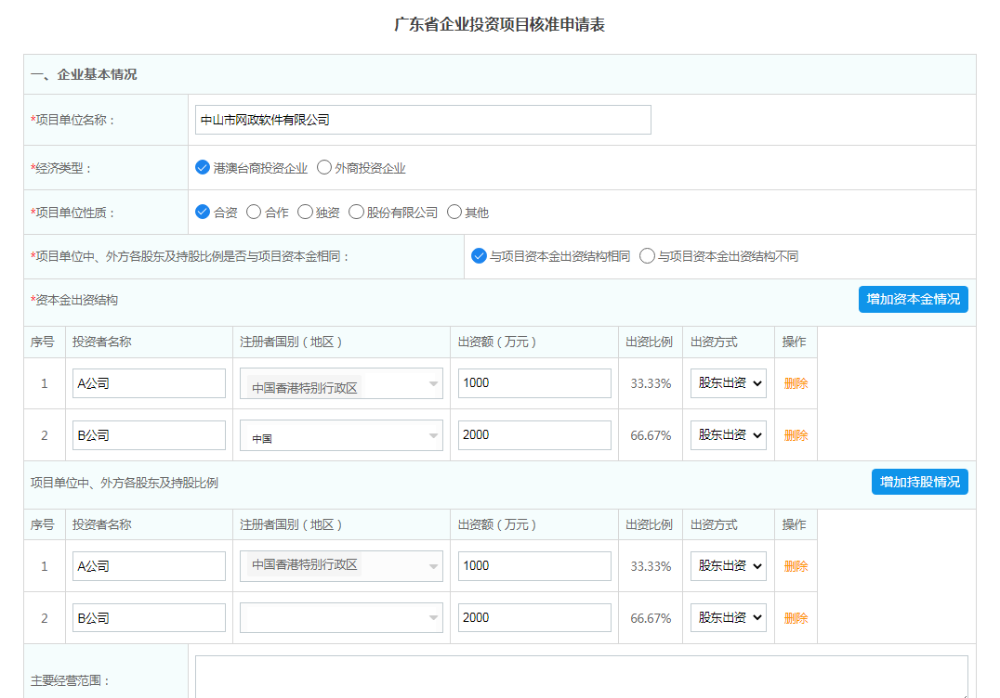 广东省企业投资项目核准申请表
一、企业基本情况
*项目单位名称： 中山市网政软件有限公司
*经济类型： 港澳台商投资企业 外商投资企业
*项目单位性质： 合资 合作 独资 股份有限公司 其他
*项目单位中、外方各股东及持股比例是否与项目资本金相同： 与项目资本金出资结构相同 与项目资本金出资结构不同
*资本金出资结构 增加资本金情况
序号 投资者名称 注册者国别（地区） 出资额（万元） 出资比例 出资方式 操作
1 A公司 中国香港特别行政区 1000 33.33% 股东出资 删除
2 B公司 中国 2000 66.67% 股东出资 删除
项目单位中、外方各股东及持股比例 增加持股情况
序号 投资者名称 注册者国别（地区） 出资额（万元） 出资比例 出资方式 操作
1 A公司 中国香港特别行政区 1000 33.33% 股东出资 删除
2 B公司 2000 66.67% 股东出资 删除
主要经营范围：